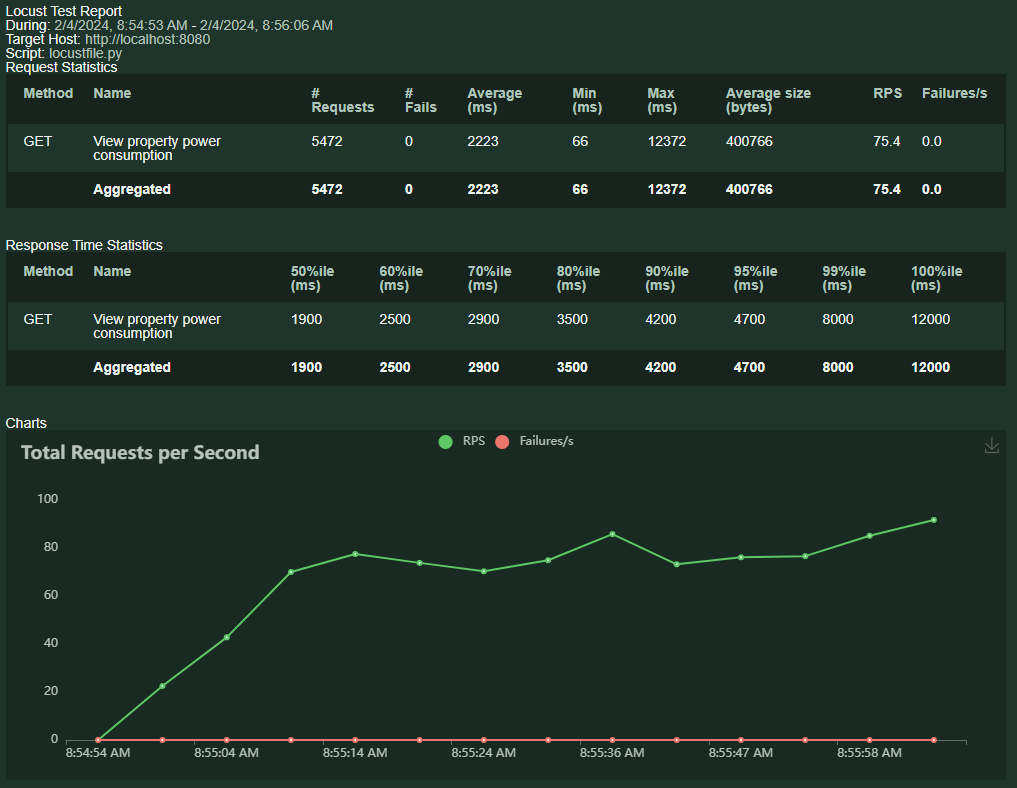 Locust Test Report
During: 2/4/2024, 8:54:53 AM - 2/4/2024, 8:56:06 AM
Target Host: http://localhost:8080
Script: locustfile.py
Request Statistics
Method Name # Requests # Fails Average (ms) Min (ms) Max (ms) Average size (bytes) RPS Failures/s
GET View property power consumption 5472 0 2223 66 12372 400766 75.4 0.0
Aggregated 5472 0 2223 66 12372 400766 75.4 0.0
Response Time Statistics
Method Name 50%ile (ms) 60%ile (ms) 70%ile (ms) 80%ile (ms) 90%ile (ms) 95%ile (ms) 99%ile (ms) 100%ile (ms)
GET View property power consumption 1900 2500 2900 3500 4200 4700 8000 12000
Aggregated 1900 2500 2900 3500 4200 4700 8000 12000
Charts
Total Requests per Second
RPS Failures/s
100
80
60
40
20
0
8:54:54 AM 8:55:04 AM 8:55:14 AM 8:55:24 AM 8:55:36 AM 8:55:47 AM 8:55:58 AM